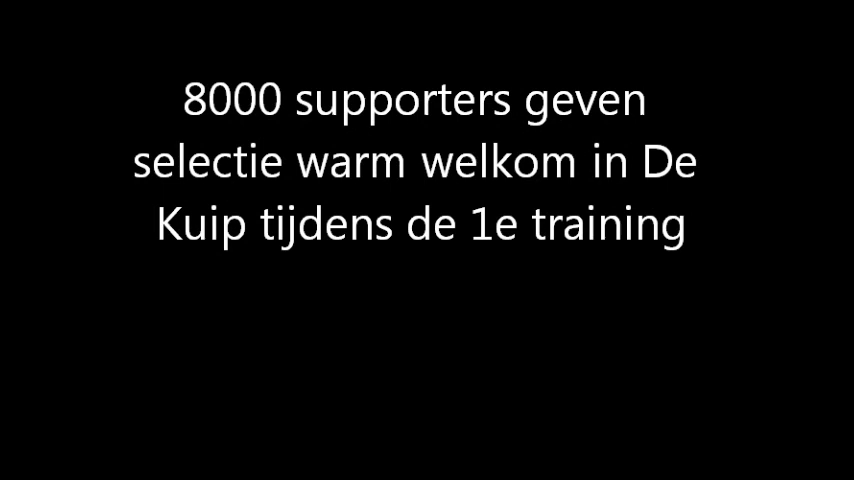 8000 supporters geven
selectie warm welkom in De
Kuip tijdens de 1e training